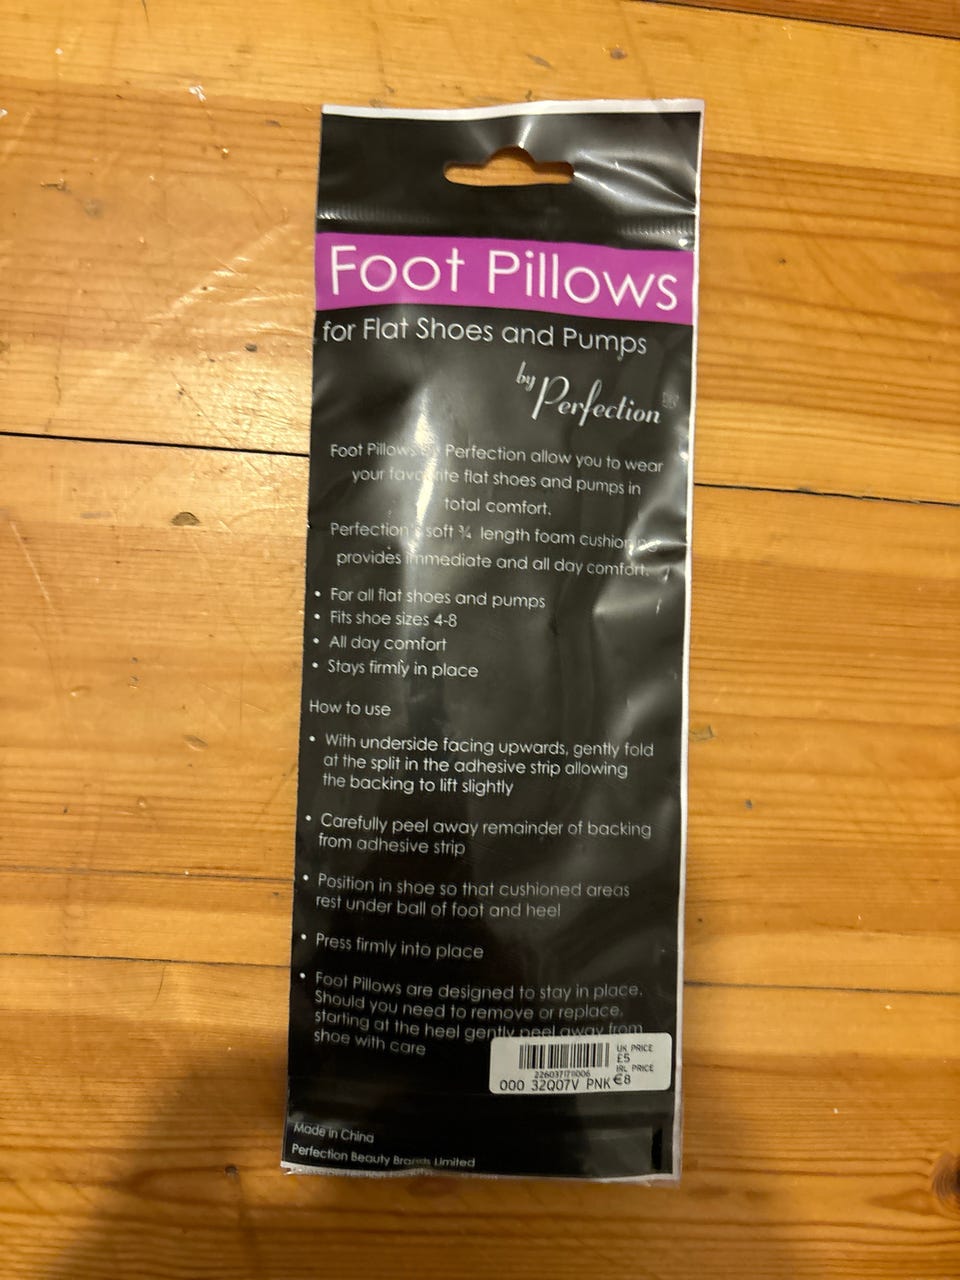 Foot Pillows
for Flat Shoes and Pumps
by Perfection
Foot Pillows Perfection allow you to wear
your favourite flat shoes and pumps in
total comfort.
Perfection's soft ¾ length foam cushioning
provides immediate and all day comfort.
• For all flat shoes and pumps
• Fits shoe sizes 4-8
• All day comfort
• Stays firmly in place
How to use
• With underside facing upwards, gently fold
at the split in the adhesive strip allowing
the backing to lift slightly
• Carefully peel away remainder of backing
from adhesive strip
• Position in shoe so that cushioned areas
rest under ball of foot and heel
• Press firmly into place
• Foot Pillows are designed to stay in place.
Should you need to remove or replace,
starting at the heel gently peel away from
shoe with care
UK PRICE
£5
IRL PRICE
€8
000 32Q07V PNK
Made in China
Perfection Beauty Brands Limited